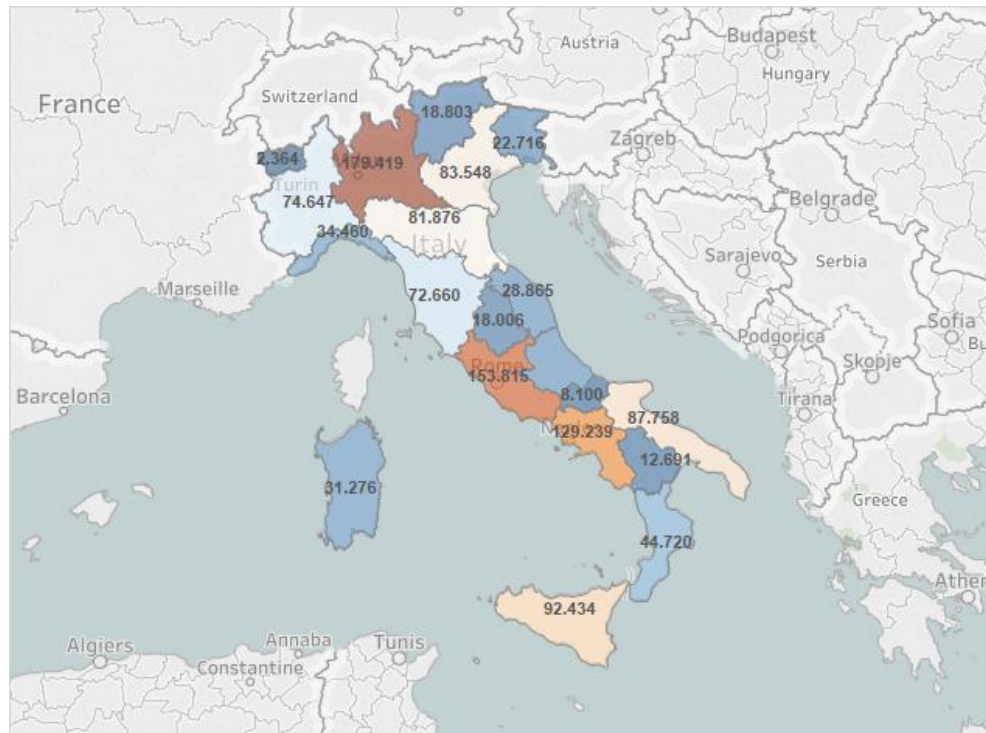 Budapest
Austria
Hungary
France
Switzerland
18.803
22.716
Zagreb
2.364
179.419
83.548
Turin
74.647
Belgrade
81.876
34.460
Italy
Sarajevo
Serbia
Marseille
72.660
28.865
18.006
Podgorica
Sofia
Bu
Skopje
Roma
153.815
8.100
Barcelona
Tirana
87.758
129.239
12.691
31.276
Greece
44.720
Athen
92.434
Algiers
Annaba
Tunis
Constantine